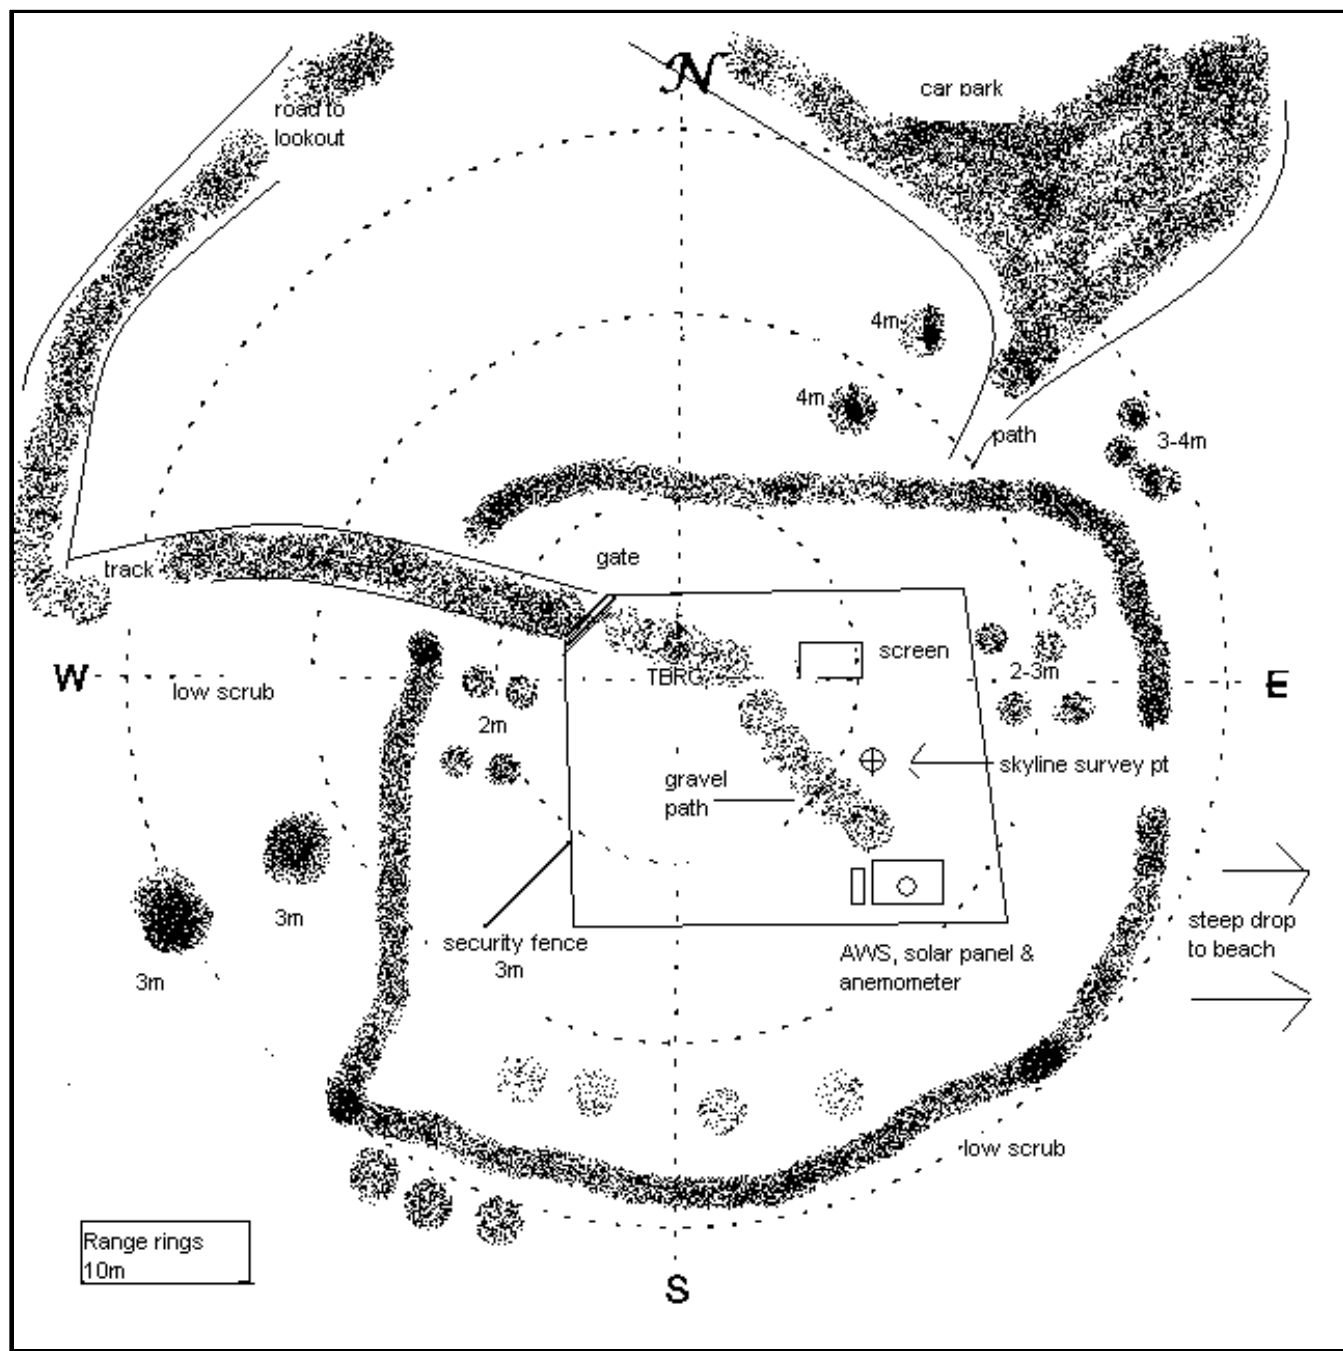 N
car park
road to
lookout
4m
4m
path
3-4m
gate
track
screen
W
TBRG
2-3m
E
low scrub
2m
skyline survey pt
gravel
path
3m
3m
security fence
3m
AWS, solar panel &
anemometer
steep drop
to beach
low scrub
Range rings
10m
S